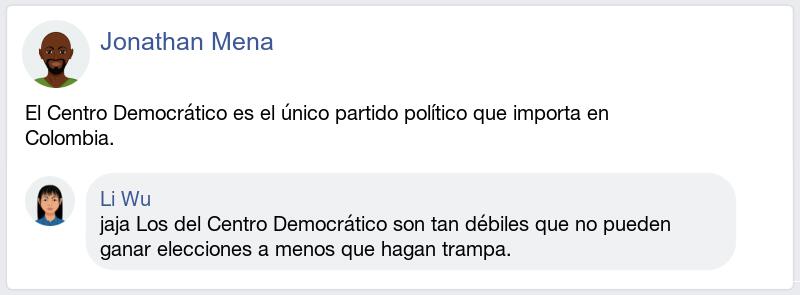 Jonathan Mena
El Centro Democrático es el único partido político que importa en
Colombia.
Li Wu
jaja Los del Centro Democrático son tan débiles que no pueden
ganar elecciones a menos que hagan trampa.